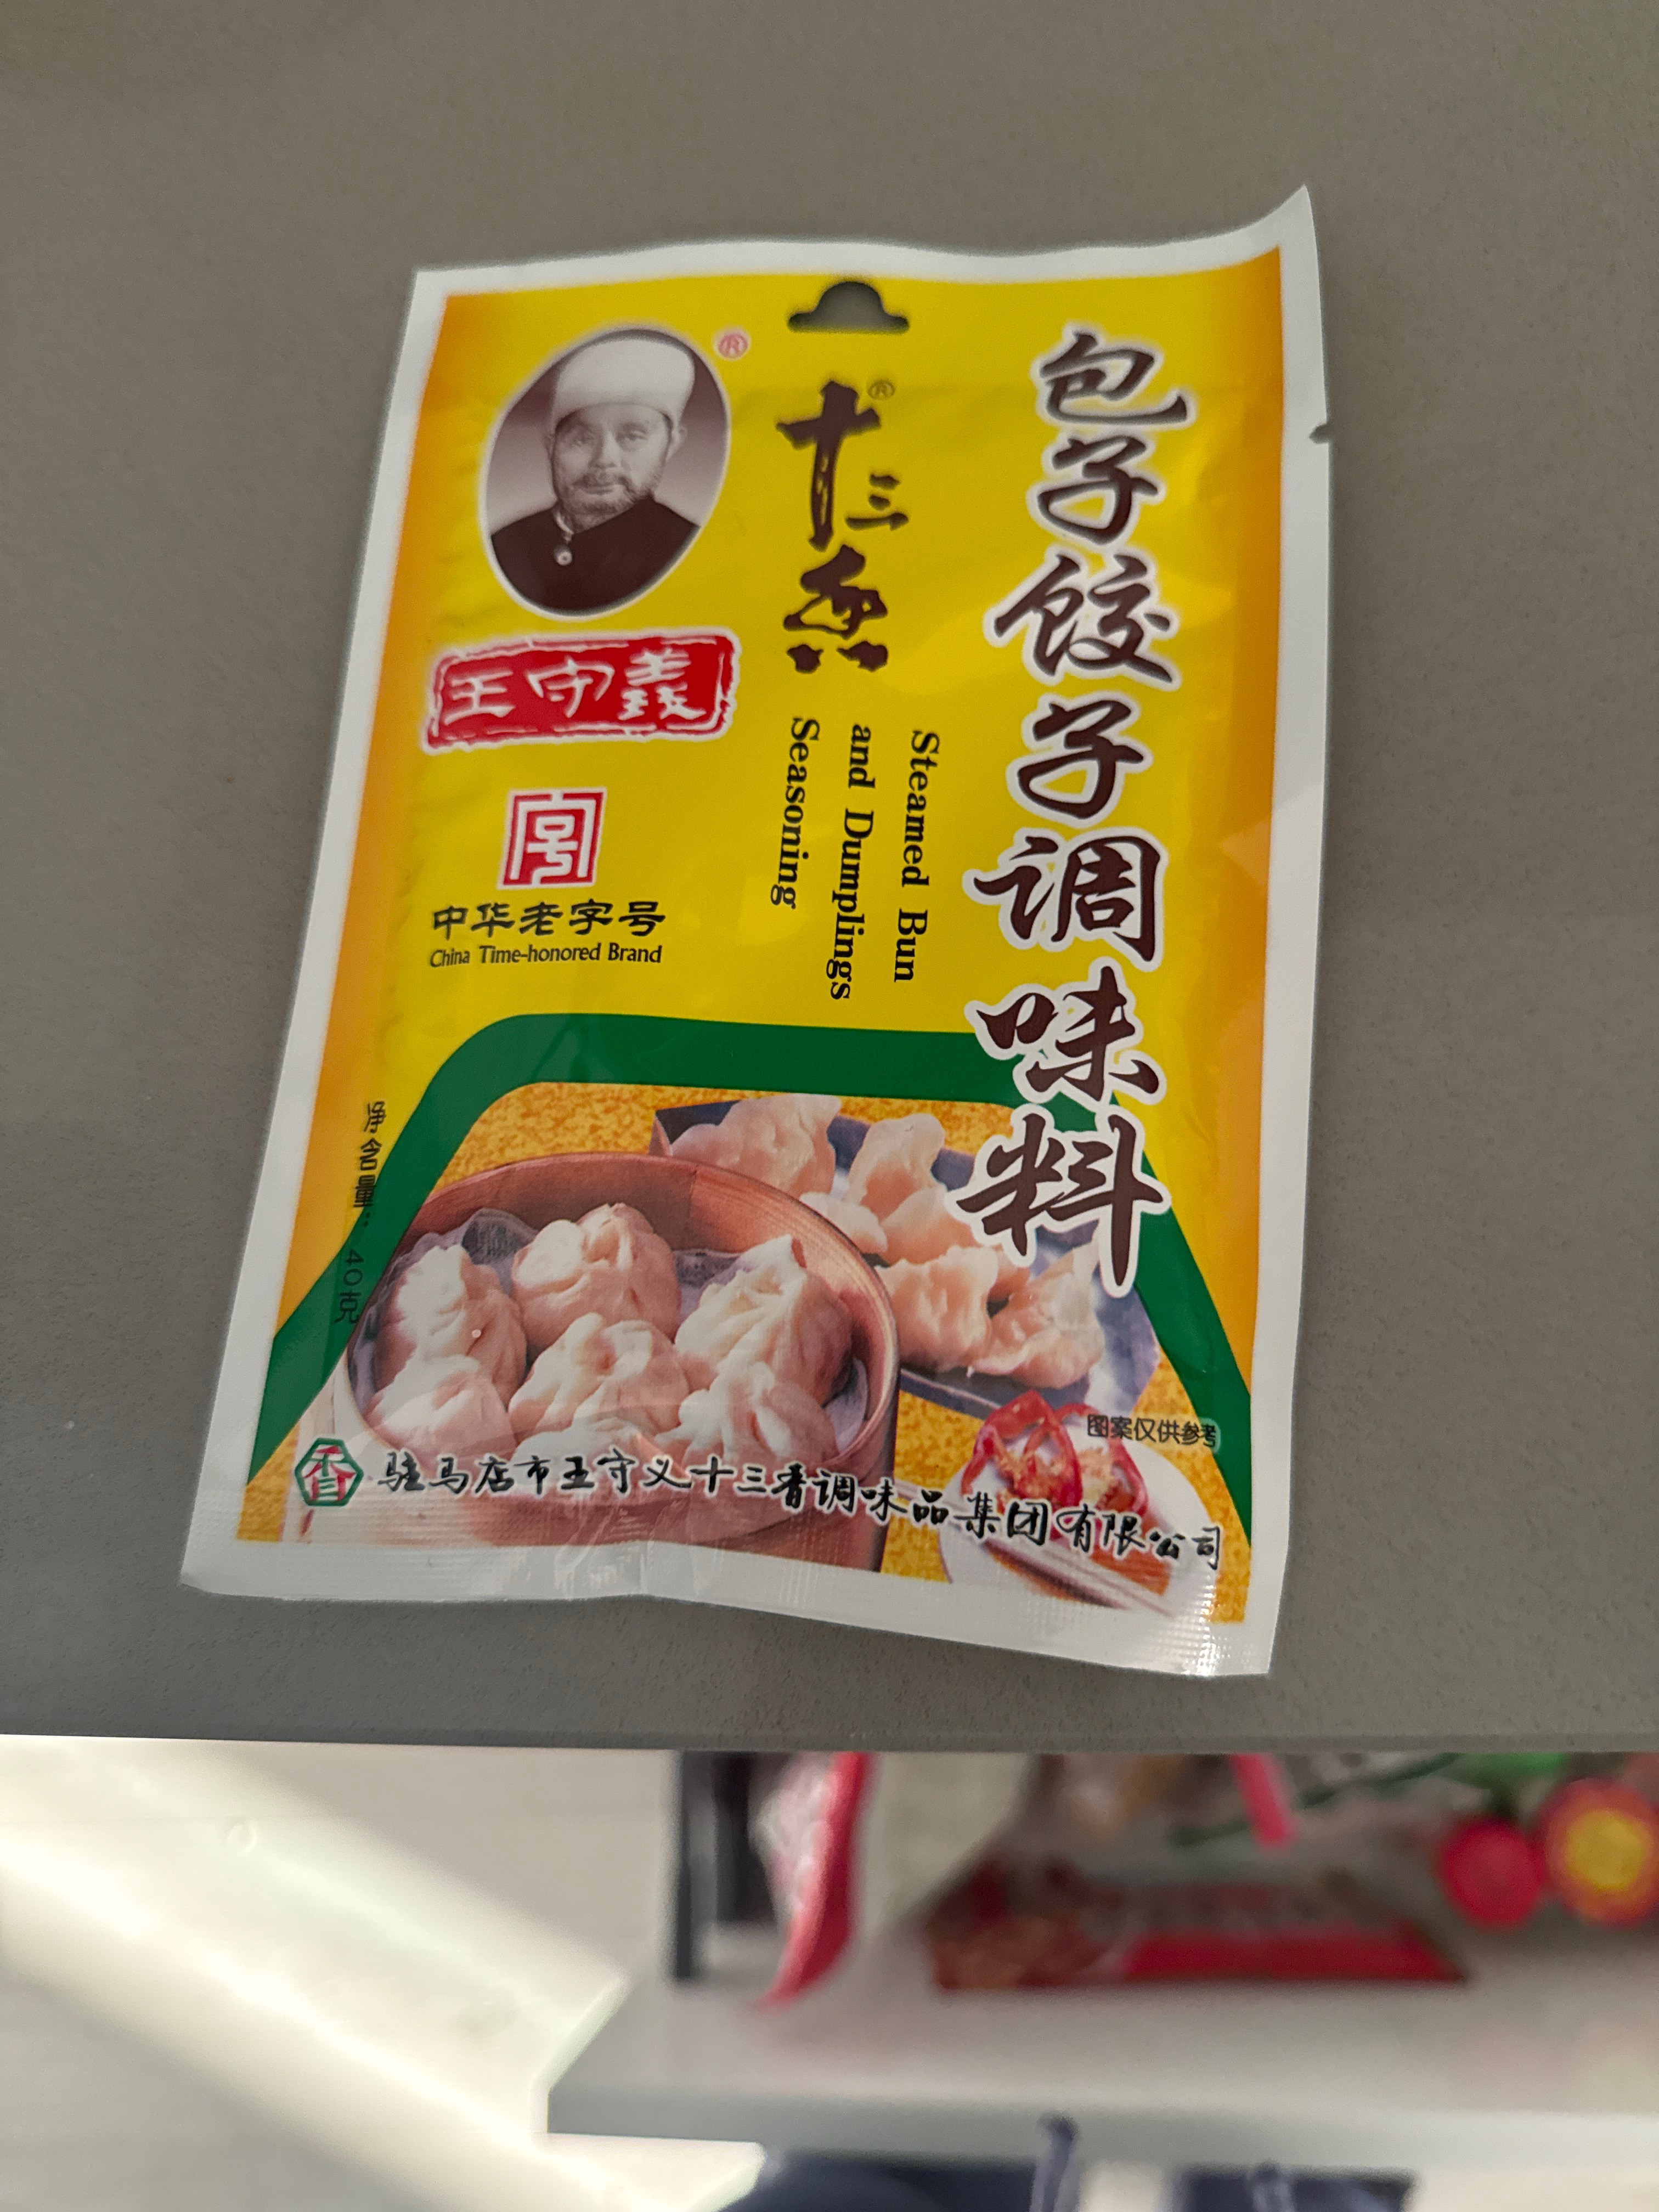 ®
王守義
字号
中华老字号
China Time-honored Brand
十三香®
Steamed Bun
and Dumplings
Seasoning
包子饺子调味料
净含量:40克
图案仅供参考
香
驻马店市王守义十三香调味品集团有限公司